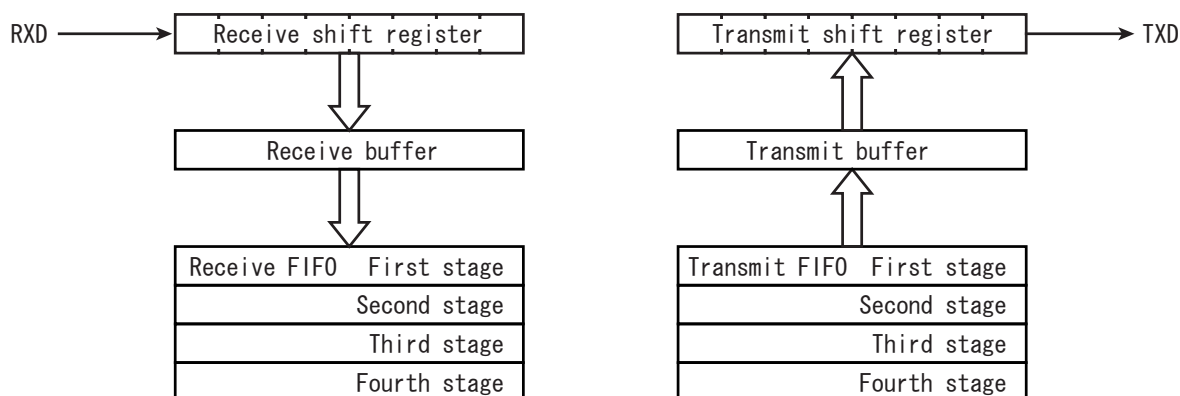 RXD
Receive shift register
Transmit shift register
TXD
Receive buffer
Transmit buffer
Receive FIFO First stage
Second stage
Third stage
Fourth stage
Transmit FIFO First stage
Second stage
Third stage
Fourth stage